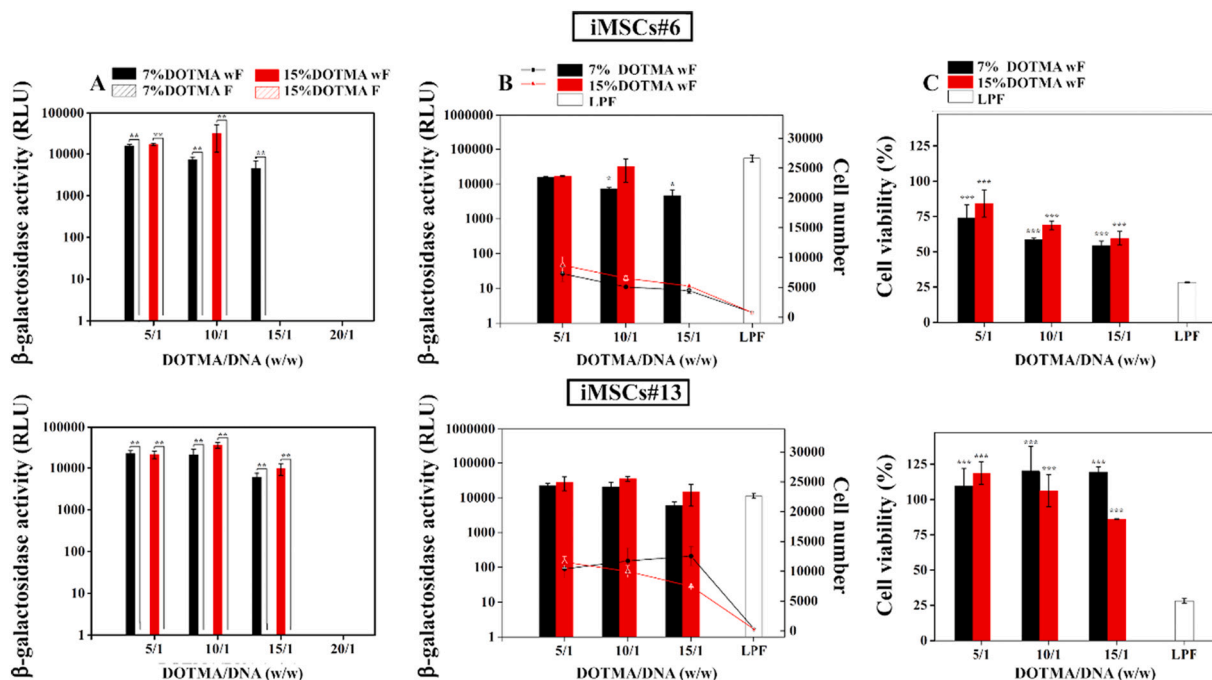 iMSCs#6
A
7%DOTMA wF 15%DOTMA wF
7%DOTMA F 15%DOTMA F
β-galactosidase activity (RLU)
100000
10000
1000
100
10
1
** ** ** ** **
5/1 10/1 15/1 20/1
DOTMA/DNA (w/w)
B
7% DOTMA wF
15%DOTMA wF
LPF
β-galactosidase activity (RLU)
1000000
100000
10000
1000
100
10
1
Cell number
30000
25000
20000
15000
10000
5000
0
5/1 10/1 15/1 LPF
DOTMA/DNA (w/w)
C
7% DOTMA wF
15%DOTMA wF
LPF
Cell viability (%)
125
100
75
50
25
0
*** *** *** *** *** ***
5/1 10/1 15/1 LPF
DOTMA/DNA (w/w)
iMSCs#13
β-galactosidase activity (RLU)
100000
10000
1000
100
10
1
** ** ** ** ** **
5/1 10/1 15/1 20/1
DOTMA/DNA (w/w)
β-galactosidase activity (RLU)
1000000
100000
10000
1000
100
10
1
Cell number
30000
25000
20000
15000
10000
5000
0
5/1 10/1 15/1 LPF
DOTMA/DNA (w/w)
Cell viability (%)
125
100
75
50
25
0
*** *** *** *** *** ***
5/1 10/1 15/1 LPF
DOTMA/DNA (w/w)